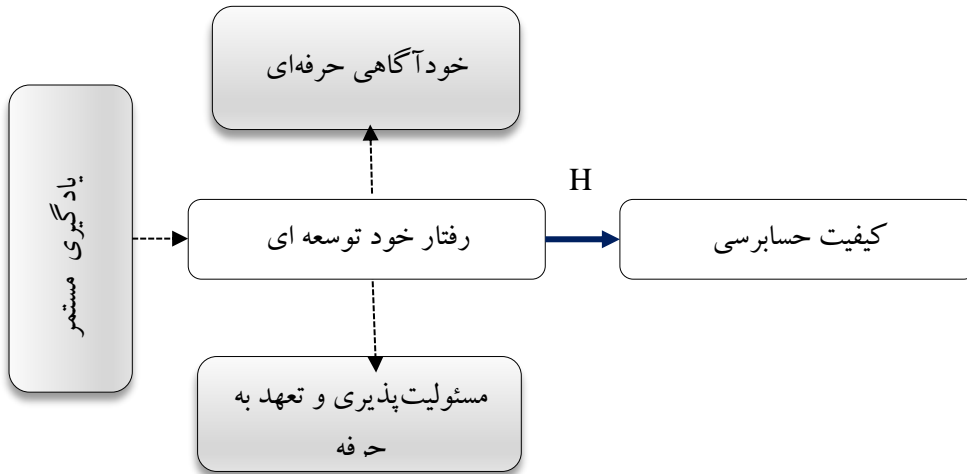 خودآگاهی حرفه‌ای
یادگیری مستمر
رفتار خود توسعه ای
H
کیفیت حسابرسی
مسئولیت‌پذیری و تعهد به
حرفه